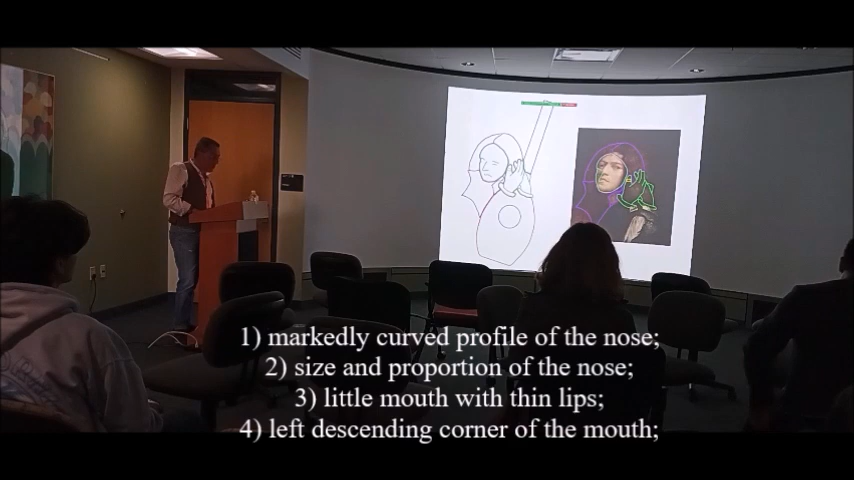 1) markedly curved profile of the nose;
2) size and proportion of the nose;
3) little mouth with thin lips;
4) left descending corner of the mouth;